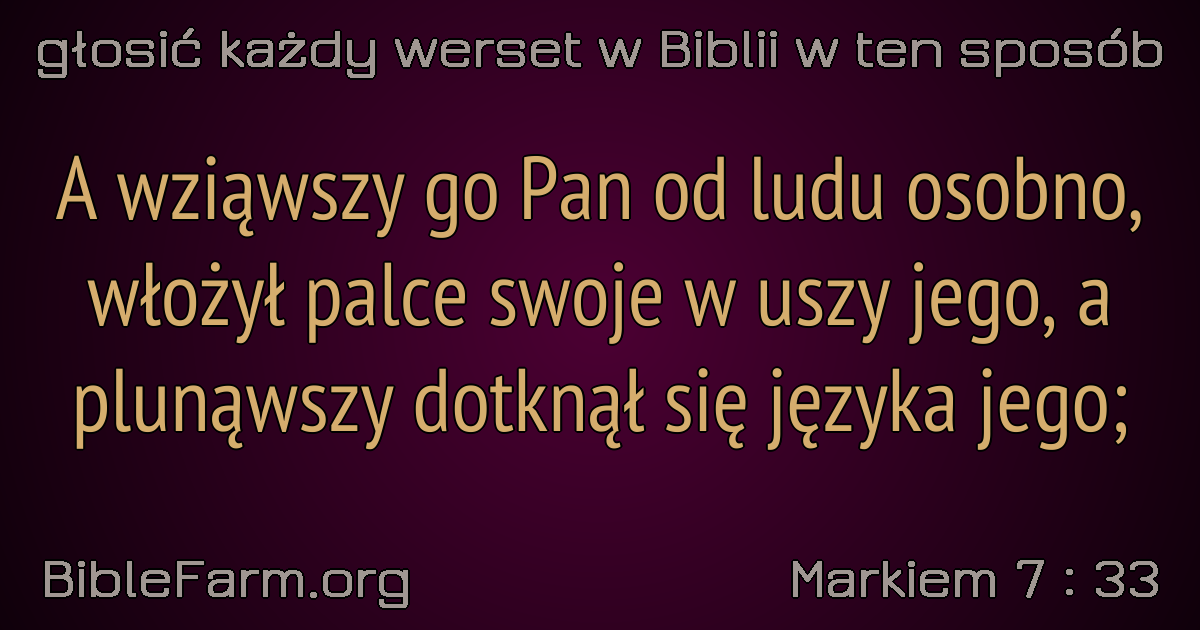 głosić każdy werset w Biblii w ten sposób
A wziąwszy go Pan od ludu osobno,
włożył palce swoje w uszy jego, a
plunąwszy dotknął się języka jego;
BibleFarm.org
Markiem 7 : 33